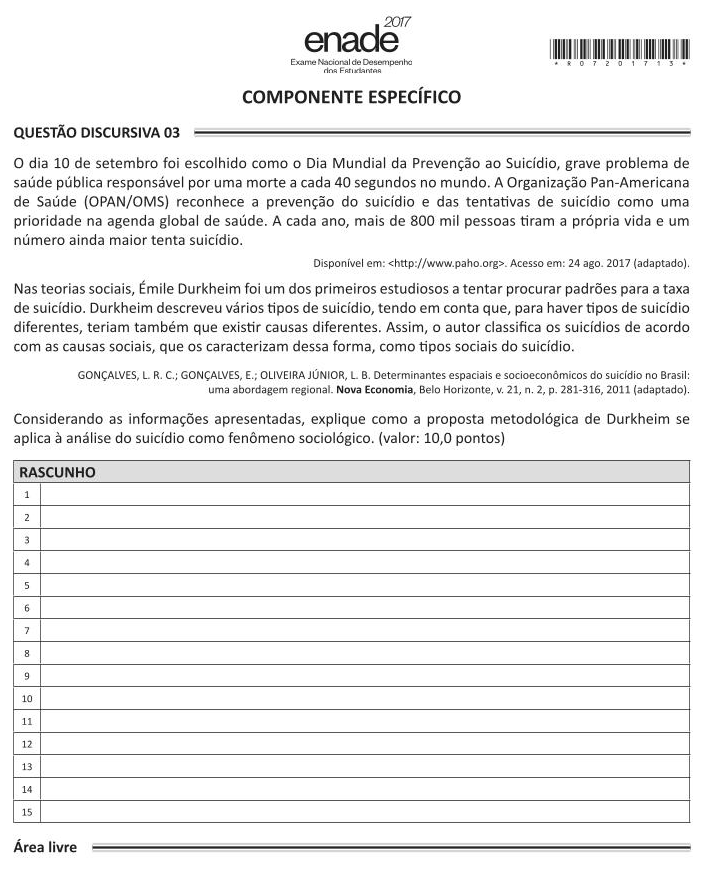 2017
enade
Exame Nacional de Desempenho
dos Estudantes
* R 0 7 2 0 1 7 1 3 *
COMPONENTE ESPECÍFICO
QUESTÃO DISCURSIVA 03
O dia 10 de setembro foi escolhido como o Dia Mundial da Prevenção ao Suicídio, grave problema de
saúde pública responsável por uma morte a cada 40 segundos no mundo. A Organização Pan-Americana
de Saúde (OPAN/OMS) reconhece a prevenção do suicídio e das tentativas de suicídio como uma
prioridade na agenda global de saúde. A cada ano, mais de 800 mil pessoas tiram a própria vida e um
número ainda maior tenta suicídio.
Disponível em: <http://www.paho.org>. Acesso em: 24 ago. 2017 (adaptado).
Nas teorias sociais, Émile Durkheim foi um dos primeiros estudiosos a tentar procurar padrões para a taxa
de suicídio. Durkheim descreveu vários tipos de suicídio, tendo em conta que, para haver tipos de suicídio
diferentes, teriam também que existir causas diferentes. Assim, o autor classifica os suicídios de acordo
com as causas sociais, que os caracterizam dessa forma, como tipos sociais do suicídio.
GONÇALVES, L. R. C.; GONÇALVES, E.; OLIVEIRA JÚNIOR, L. B. Determinantes espaciais e socioeconômicos do suicídio no Brasil:
uma abordagem regional. Nova Economia, Belo Horizonte, v. 21, n. 2, p. 281-316, 2011 (adaptado).
Considerando as informações apresentadas, explique como a proposta metodológica de Durkheim se
aplica à análise do suicídio como fenômeno sociológico. (valor: 10,0 pontos)
RASCUNHO
1
2
3
4
5
6
7
8
9
10
11
12
13
14
15
Área livre